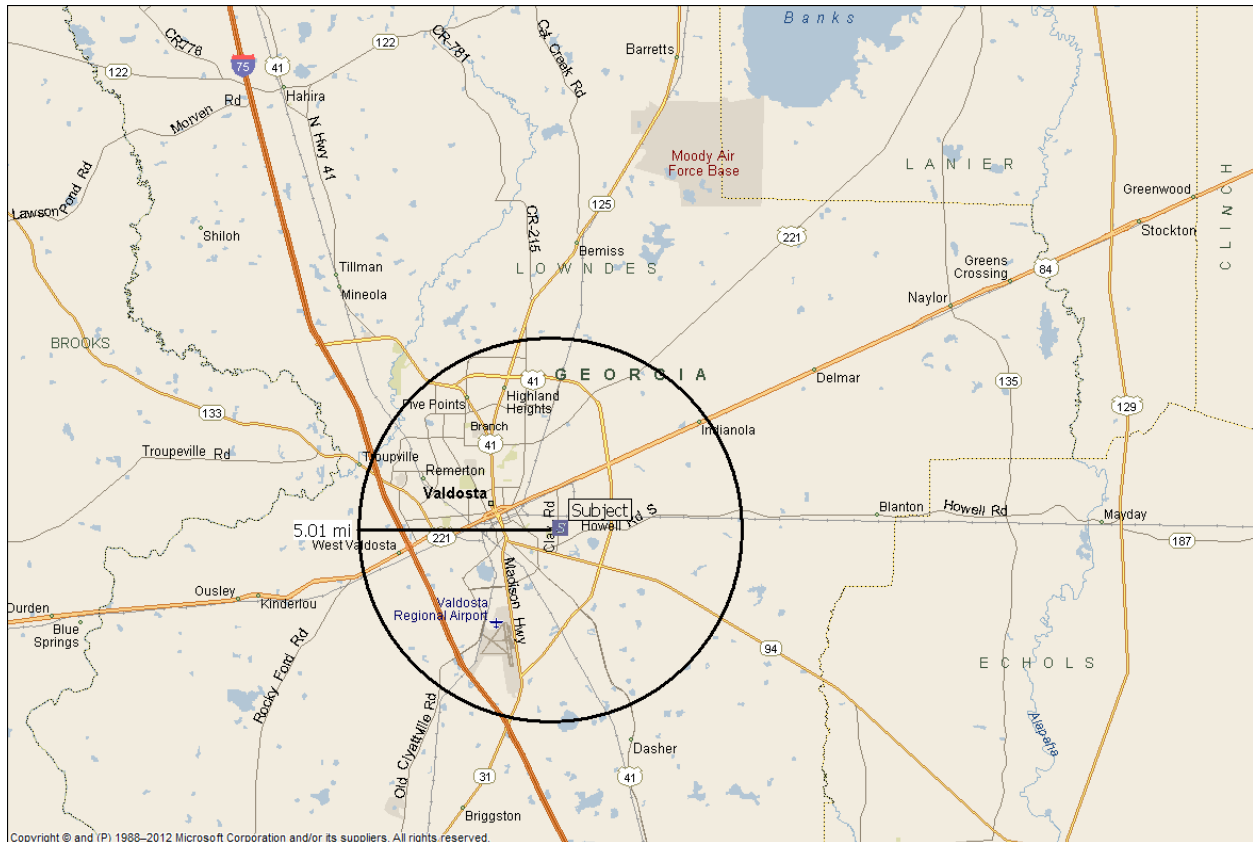 Banks
CR778
122
41
75
Hahira
122
CR-781
Cat Creek Rd
Barretts
Morven
Rd
N Hwy 41
Moody Air
Force Base
LANIER
Pond Rd
Lawson
Shiloh
125
CR-215
Bemiss
221
Greenwood
Stockton
CLINCH
Tillman
Mineola
LOWNDES
Greens
Crossing
84
Naylor
BROOKS
GEORGIA
41
Highland
Heights
Five Points
Delmar
135
129
133
Branch
41
Indianola
Troupeville Rd
Troupville
Remerton
Valdosta
Subject
S
5.01 mi
Clay Rd
Howell Rd S
Blanton
Howell Rd
Mayday
187
West Valdosta
221
Madison Hwy
Ousley
Kinderlou
Durden
Blue
Springs
Valdosta
Regional Airport
Rocky Ford Rd
94
ECHOLS
Old Clyattville Rd
Alapaha
Dasher
31
41
Briggston
Copyright © and (P) 1988–2012 Microsoft Corporation and/or its suppliers. All rights reserved.